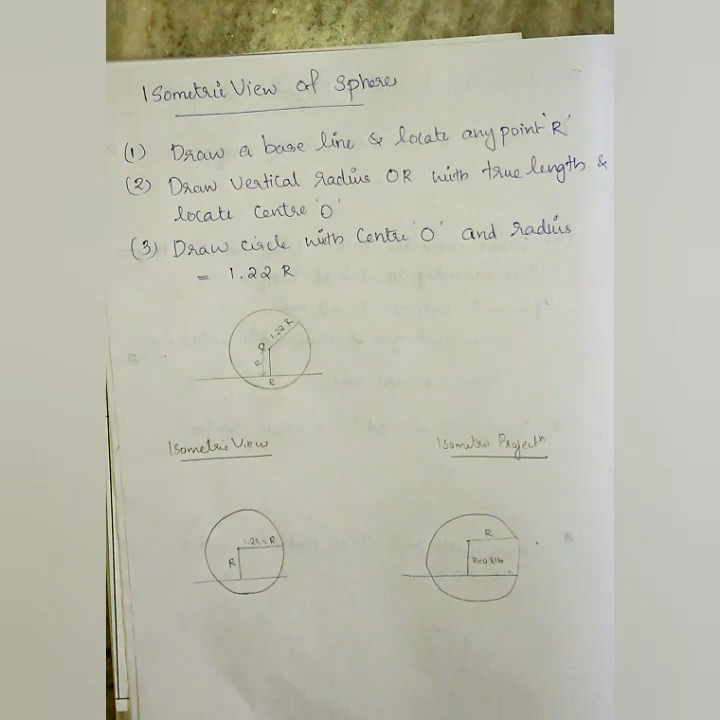 Isometric View of Sphere
(1) Draw a base line & locate any point 'R'
(2) Draw Vertical radius OR with true length &
locate centre 'O'
(3) Draw circle with Centre 'O' and radius
= 1.22 R
1.22 R
O
R
R
Isometric View
Isometric Projectn
1.22 x R
R
R
Rx0.816